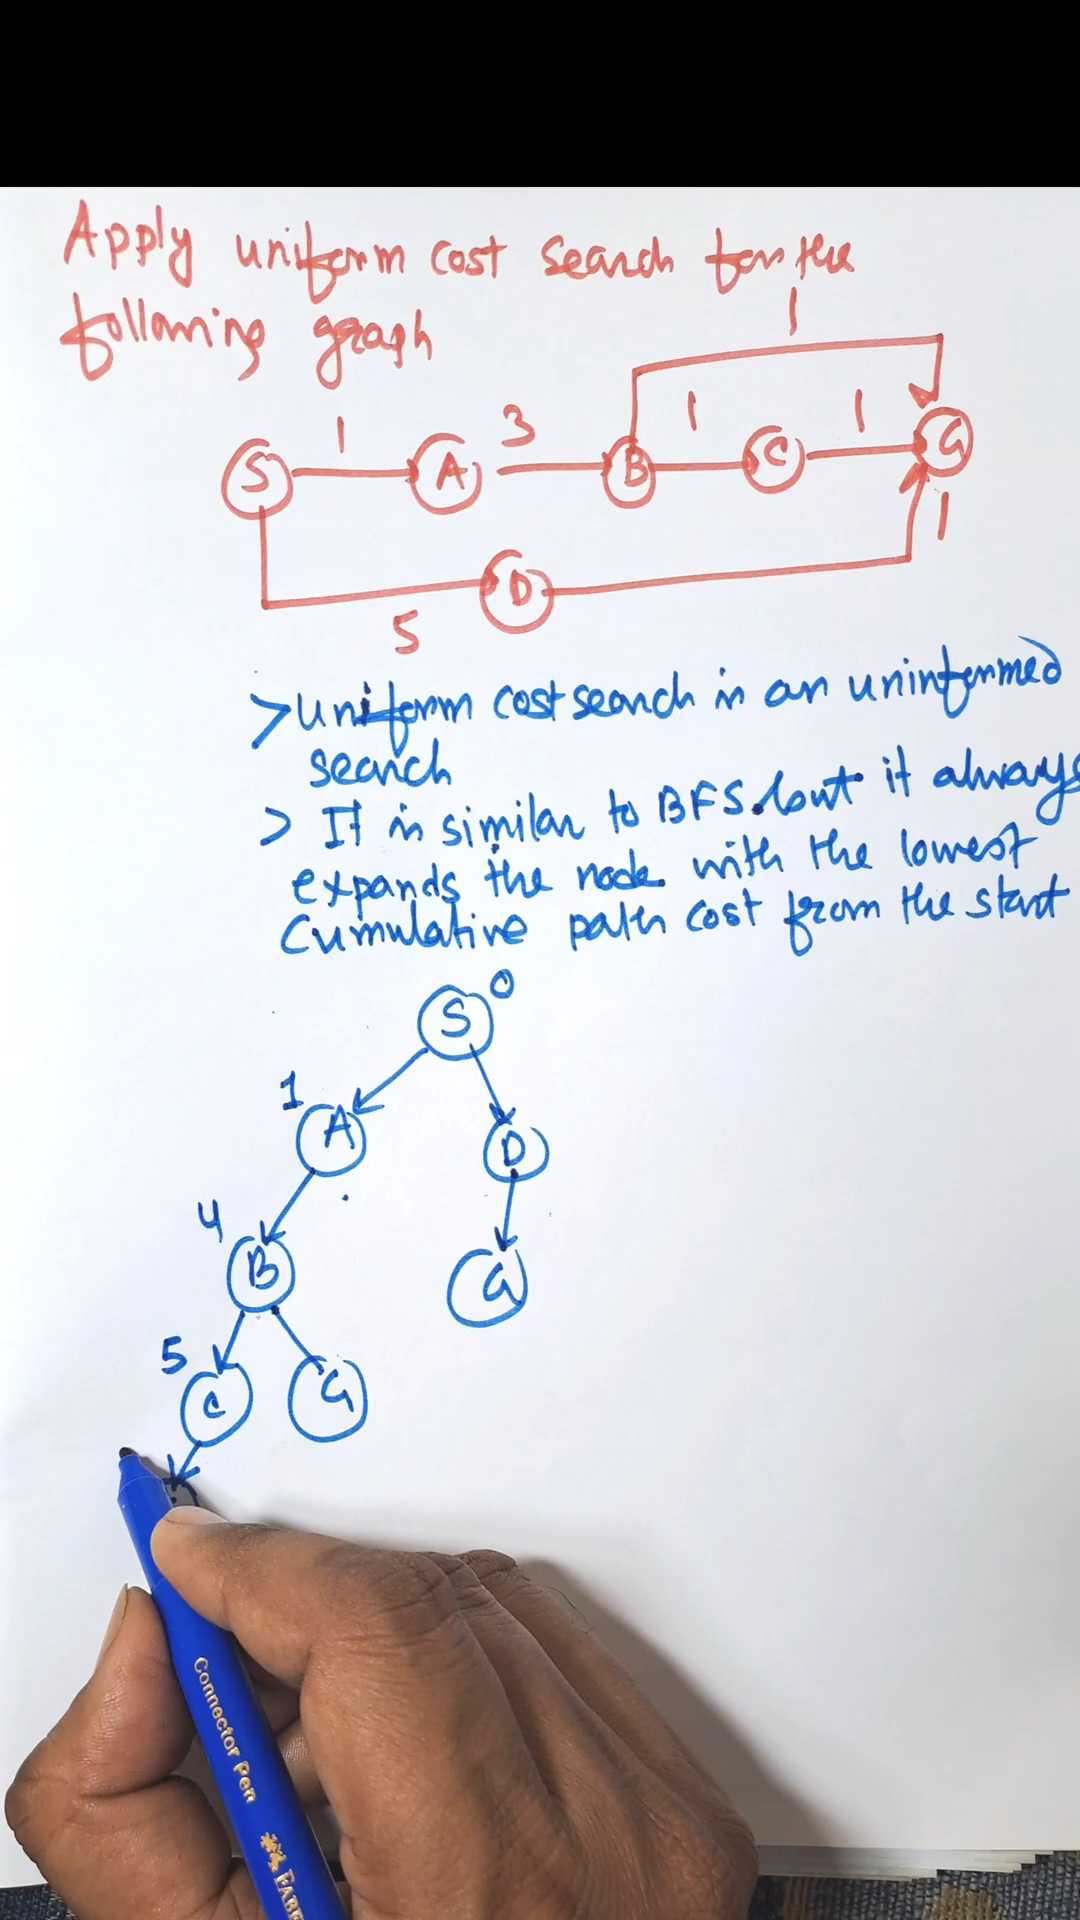 Apply uniform cost search for the
following graph
1
1
3
1
1
S
A
B
C
G
1
D
5
> Uniform cost search is an uninformed
search
> It is similar to BFS. but it always
expands the node with the lowest
cumulative path cost from the start
S 0
1
A
D
4
B
G
5
C
G
Connector Pen
FABE